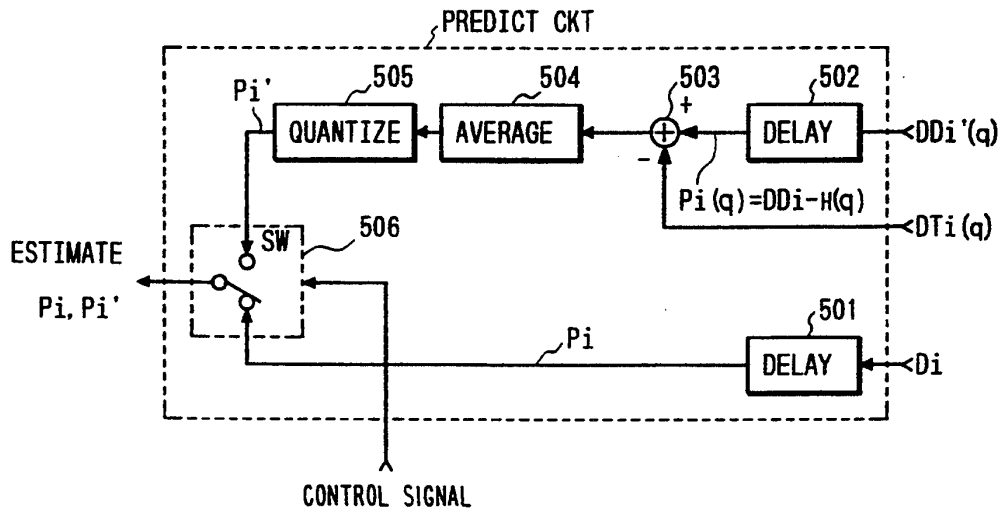 PREDICT CKT
505
504
503
502
Pi'
+
QUANTIZE
AVERAGE
DELAY
DDi'(q)
-
Pi(q)=DDi-H(q)
DTi(q)
SW
506
ESTIMATE
Pi, Pi'
501
Pi
DELAY
Di
CONTROL SIGNAL